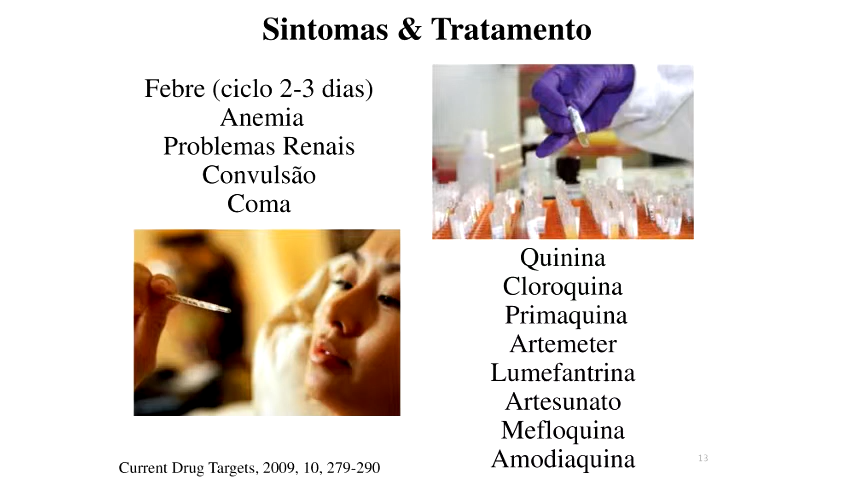 Sintomas & Tratamento
Febre (ciclo 2-3 dias)
Anemia
Problemas Renais
Convulsão
Coma
Quinina
Cloroquina
Primaquina
Artemeter
Lumefantrina
Artesunato
Mefloquina
Amodiaquina
Current Drug Targets, 2009, 10, 279-290
13